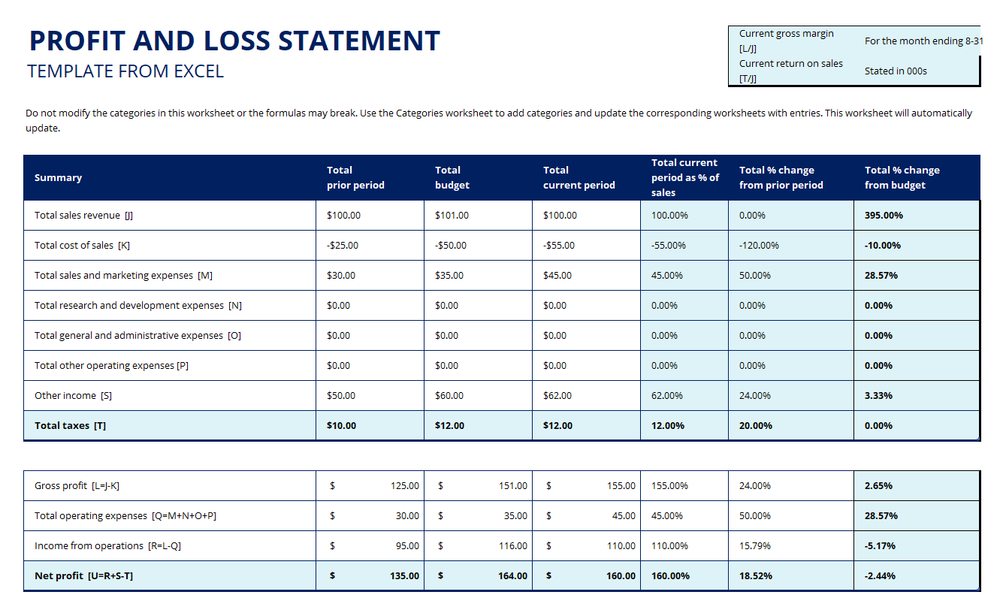 PROFIT AND LOSS STATEMENT
TEMPLATE FROM EXCEL
Current gross margin [L/J] For the month ending 8-31
Current return on sales [T/J] Stated in 000s
Do not modify the categories in this worksheet or the formulas may break. Use the Categories worksheet to add categories and update the corresponding worksheets with entries. This worksheet will automatically
update.
Summary Total prior period Total budget Total current period Total current period as % of sales Total % change from prior period Total % change from budget
Total sales revenue [J] $100.00 $101.00 $100.00 100.00% 0.00% 395.00%
Total cost of sales [K] -$25.00 -$50.00 -$55.00 -55.00% -120.00% -10.00%
Total sales and marketing expenses [M] $30.00 $35.00 $45.00 45.00% 50.00% 28.57%
Total research and development expenses [N] $0.00 $0.00 $0.00 0.00% 0.00% 0.00%
Total general and administrative expenses [O] $0.00 $0.00 $0.00 0.00% 0.00% 0.00%
Total other operating expenses [P] $0.00 $0.00 $0.00 0.00% 0.00% 0.00%
Other income [S] $50.00 $60.00 $62.00 62.00% 24.00% 3.33%
Total taxes [T] $10.00 $12.00 $12.00 12.00% 20.00% 0.00%
Gross profit [L=J-K] $ 125.00 $ 151.00 $ 155.00 155.00% 24.00% 2.65%
Total operating expenses [Q=M+N+O+P] $ 30.00 $ 35.00 $ 45.00 45.00% 50.00% 28.57%
Income from operations [R=L-Q] $ 95.00 $ 116.00 $ 110.00 110.00% 15.79% -5.17%
Net profit [U=R+S-T] $ 135.00 $ 164.00 $ 160.00 160.00% 18.52% -2.44%